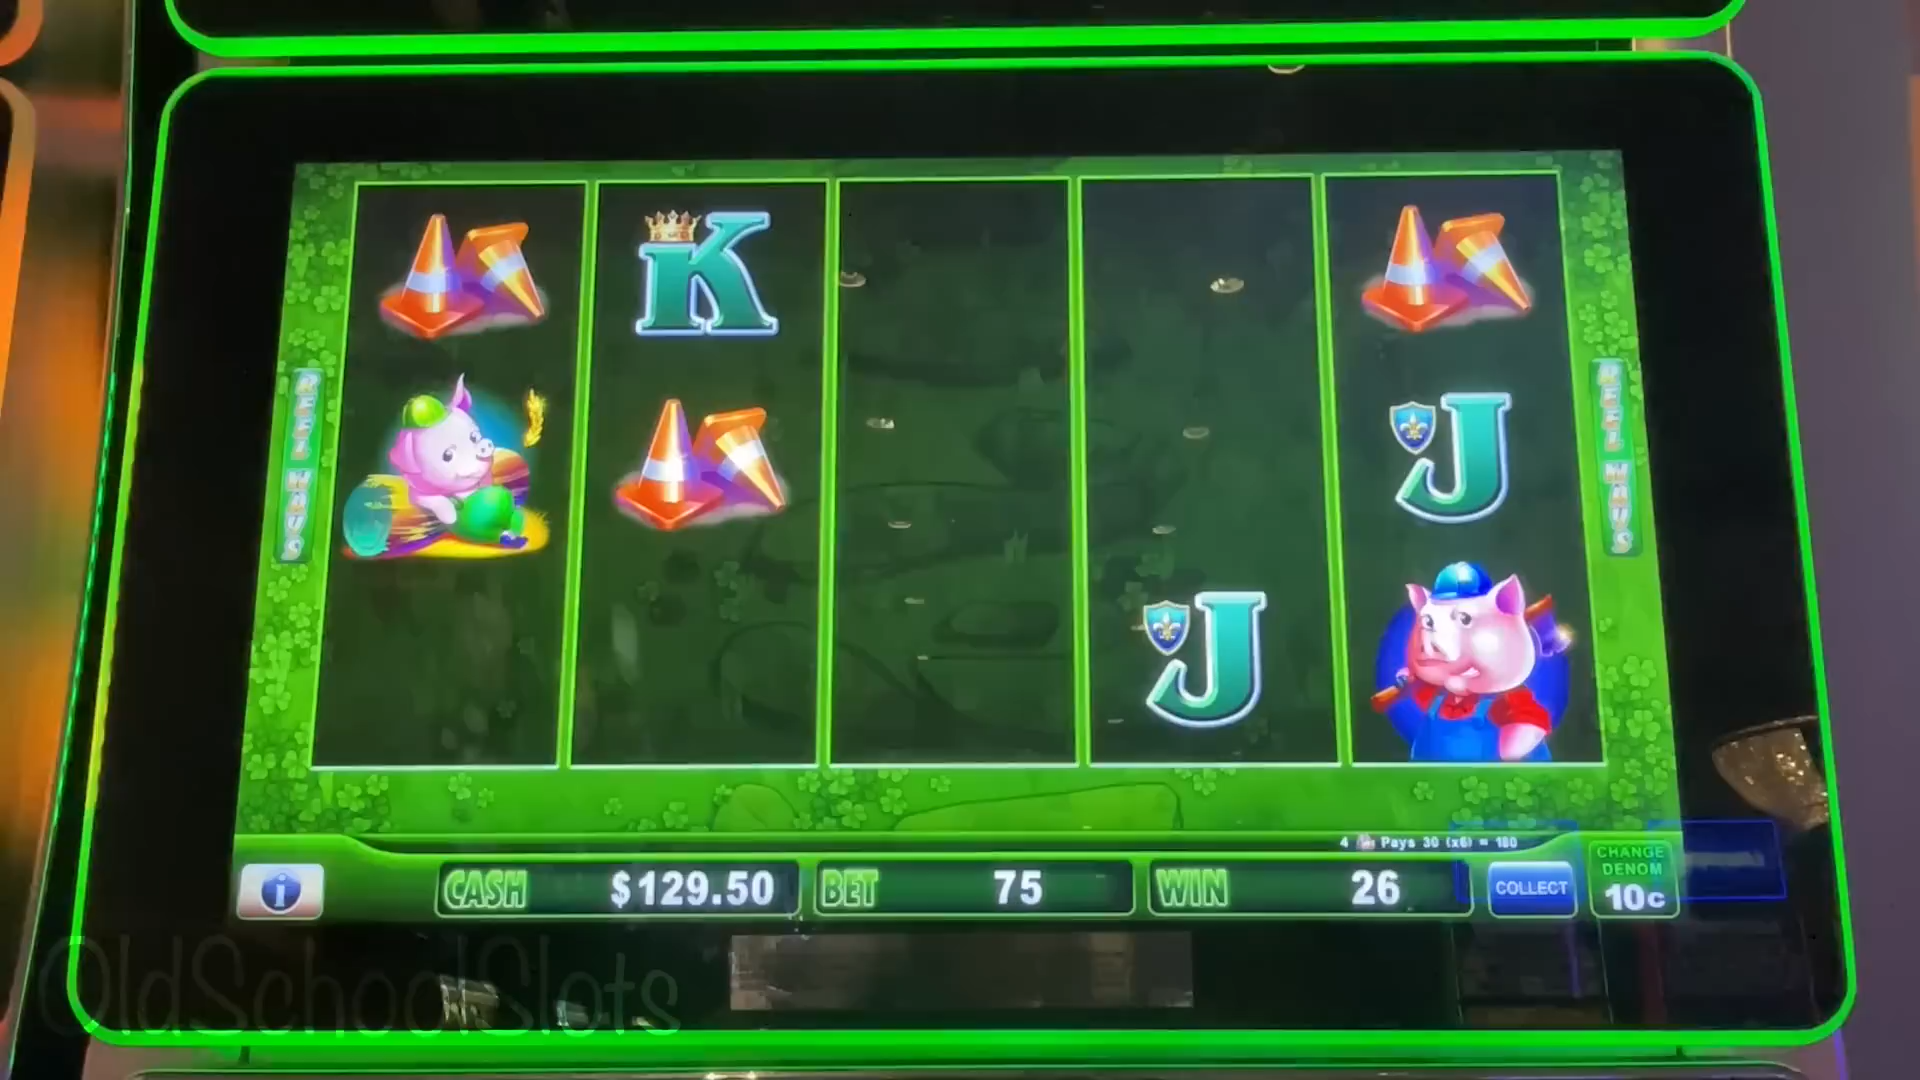 K
J
J
REEL WAYS
REEL WAYS
4 Pays 30 (x6) = 180
CASH $129.50
BET 75
WIN 26
COLLECT
CHANGE
DENOM
10¢
OldSchoolSlots